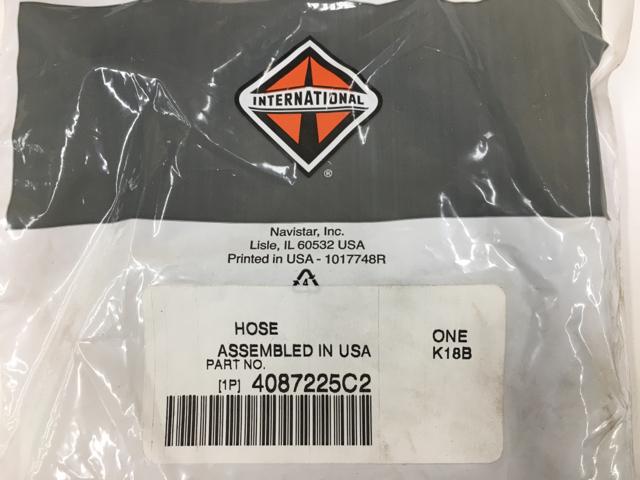 INTERNATIONAL
®
Navistar, Inc.
Lisle, IL 60532 USA
Printed in USA - 1017748R
HOSE
ASSEMBLED IN USA
PART NO.
[1P] 4087225C2
ONE
K18B